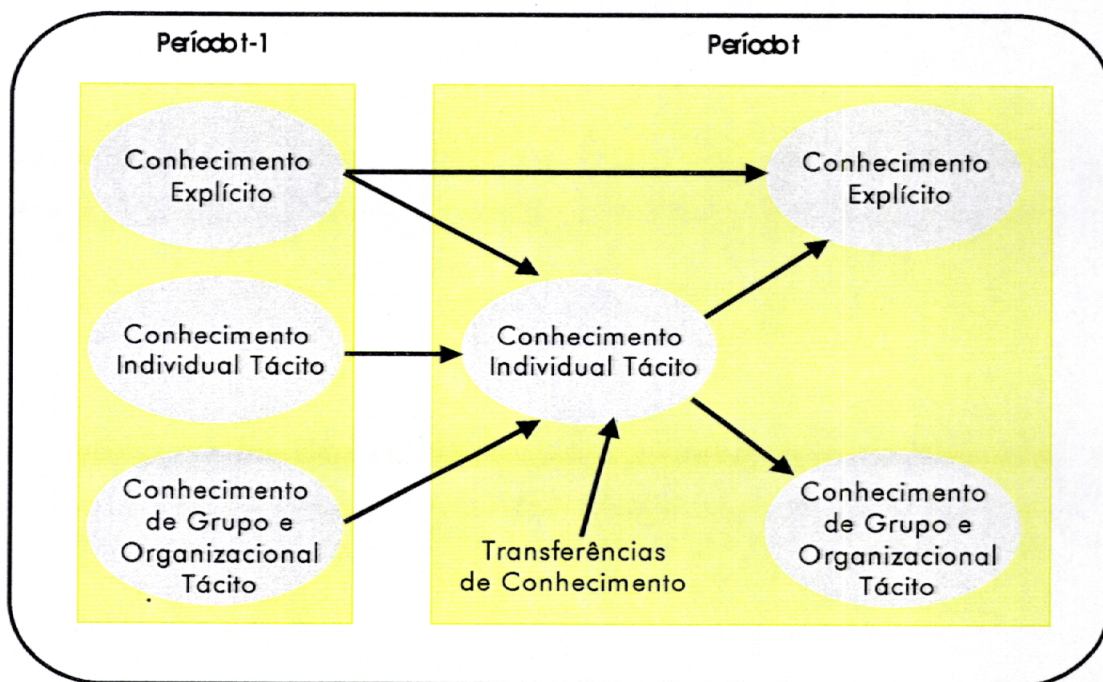 Período t-1
Período t
Conhecimento
Explícito
Conhecimento
Explícito
Conhecimento
Individual Tácito
Conhecimento
Individual Tácito
Conhecimento
de Grupo e
Organizacional
Tácito
Transferências
de Conhecimento
Conhecimento
de Grupo e
Organizacional
Tácito